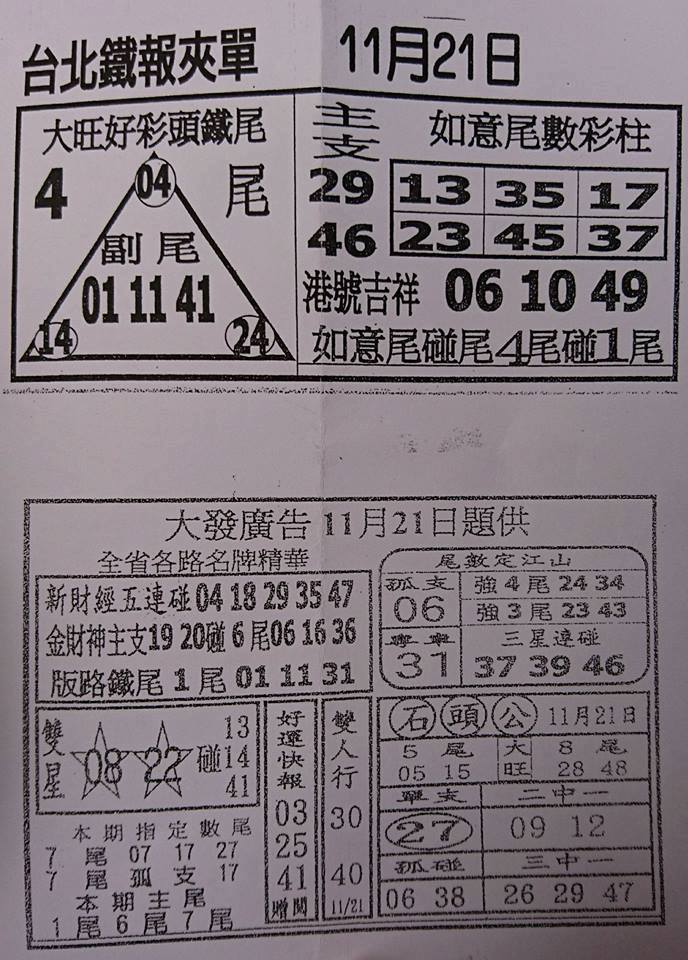 台北鐵報夾單 11月21日
大旺好彩頭鐵尾
4 04 尾
副尾
01 11 41
14 24
主支 如意尾數彩柱
29 13 35 17
46 23 45 37
港號吉祥 06 10 49
如意尾碰尾4尾碰1尾
大發廣告11月21日題供
全省各路名牌精華
新財經五連碰04 18 29 35 47
金財神主支19 20碰6尾06 16 36
版路鐵尾1尾01 11 31
尾數定江山
孤支 強4尾24 34
06 強3尾23 43
專車 三星連碰
31 37 39 46
雙星 08 22 碰 13 14 41
本期指定數尾
7尾 07 17 27
7尾孤支17
本期主尾
1尾6尾7尾
好運快報
03
25
41
贈閱
雙人行
30
40
11/21
石頭公 11月21日
5尾 大旺 8尾
05 15 28 48
單支 二中一
27 09 12
孤碰 三中一
06 38 26 29 47